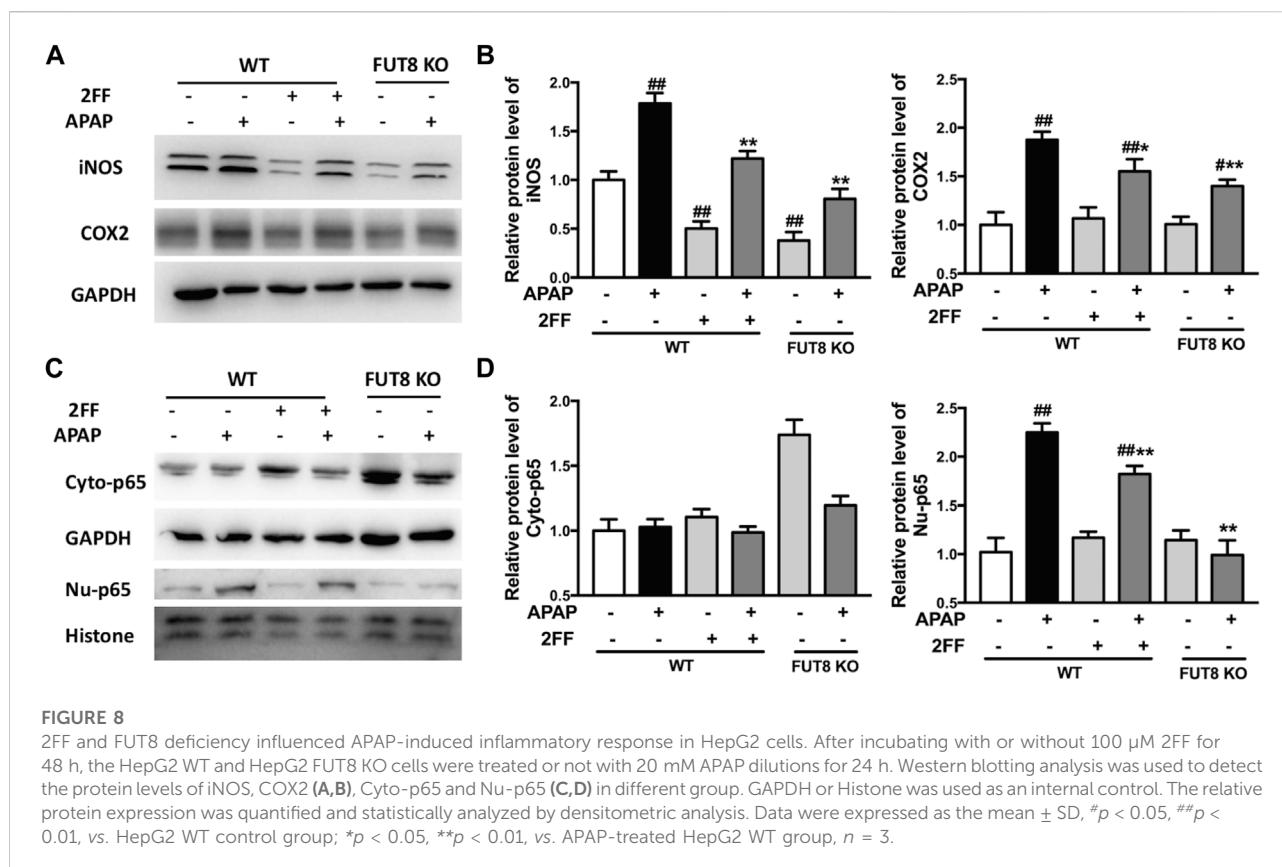 A
WT
FUT8 KO
2FF - - + + - -
APAP - + - + - +
iNOS
COX2
GAPDH
B
Relative protein level of
iNOS
2.0
1.5
1.0
0.5
0.0
##
##
**
##
**
APAP - + - + - +
2FF - - + + - -
WT
FUT8 KO
Relative protein level of
COX2
2.5
2.0
1.5
1.0
0.5
##
##*
#**
APAP - + - + - +
2FF - - + + - -
WT
FUT8 KO
C
WT
FUT8 KO
2FF - - + + - -
APAP - + - + - +
Cyto-p65
GAPDH
Nu-p65
Histone
D
Relative protein level of
Cyto-p65
2.0
1.5
1.0
0.5
APAP - + - + - +
2FF - - + + - -
WT
FUT8 KO
Relative protein level of
Nu-p65
2.5
2.0
1.5
1.0
0.5
##
##**
**
APAP - + - + - +
2FF - - + + - -
WT
FUT8 KO
FIGURE 8
2FF and FUT8 deficiency influenced APAP-induced inflammatory response in HepG2 cells. After incubating with or without 100 µM 2FF for
48 h, the HepG2 WT and HepG2 FUT8 KO cells were treated or not with 20 mM APAP dilutions for 24 h. Western blotting analysis was used to detect
the protein levels of iNOS, COX2 (A,B), Cyto-p65 and Nu-p65 (C,D) in different group. GAPDH or Histone was used as an internal control. The relative
protein expression was quantified and statistically analyzed by densitometric analysis. Data were expressed as the mean ± SD, #p < 0.05, ##p <
0.01, vs. HepG2 WT control group; *p < 0.05, **p < 0.01, vs. APAP-treated HepG2 WT group, n = 3.